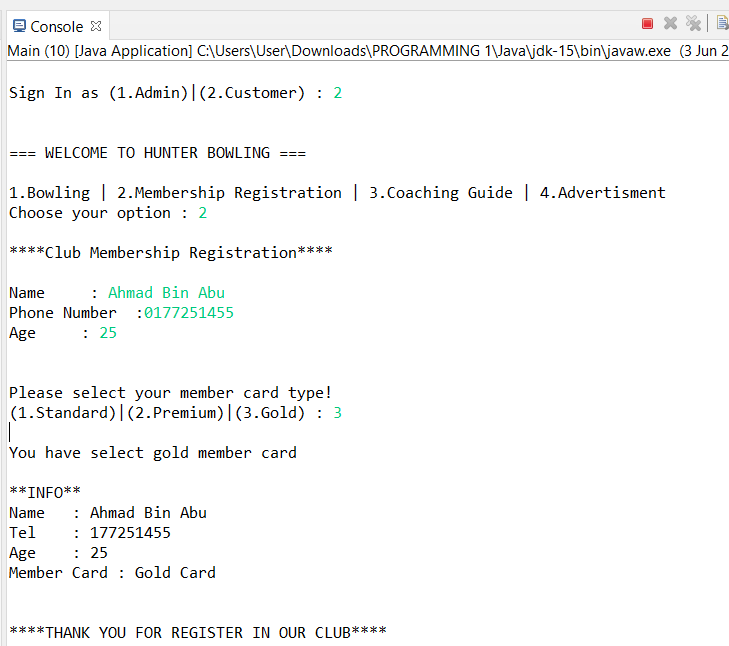 Console
Main (10) [Java Application] C:\Users\User\Downloads\PROGRAMMING 1\Java\jdk-15\bin\javaw.exe  (3 Jun 2
Sign In as (1.Admin)|(2.Customer) : 2
=== WELCOME TO HUNTER BOWLING ===
1.Bowling | 2.Membership Registration | 3.Coaching Guide | 4.Advertisment
Choose your option : 2
****Club Membership Registration****
Name     : Ahmad Bin Abu
Phone Number  :0177251455
Age     : 25
Please select your member card type!
(1.Standard)|(2.Premium)|(3.Gold) : 3
You have select gold member card
**INFO**
Name   : Ahmad Bin Abu
Tel    : 177251455
Age    : 25
Member Card : Gold Card
****THANK YOU FOR REGISTER IN OUR CLUB****